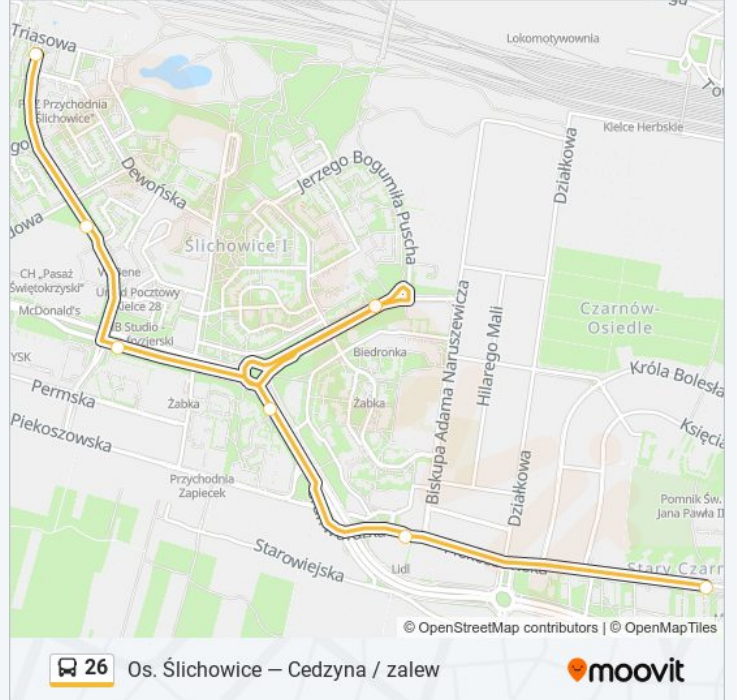 Triasowa
Lokomotywownia
Przychodnia
Ślichowice"
Kielce Herbskie
Dewońska
Jerzego Bogumiła Puscha
Działkowa
Ślichowice I
CH „Pasaż
Świętokrzyski"
Urząd Pocztowy
Kielce 28
McDonald's
Studio -
Czarnów-
Osiedle
Biskupa Adama Naruszewicza
Hilarego Mali
Biedronka
Króla Bolesła
Permska
Żabka
Żabka
Piekoszowska
Księcia
Działkowa
Przychodnia
Zapiecek
Pomnik Św.
Jana Pawła II
Starowiejska
Lidl
Stary Czarn
© OpenStreetMap contributors | © OpenMapTiles
26 Os. Ślichowice — Cedzyna / zalew
moovit